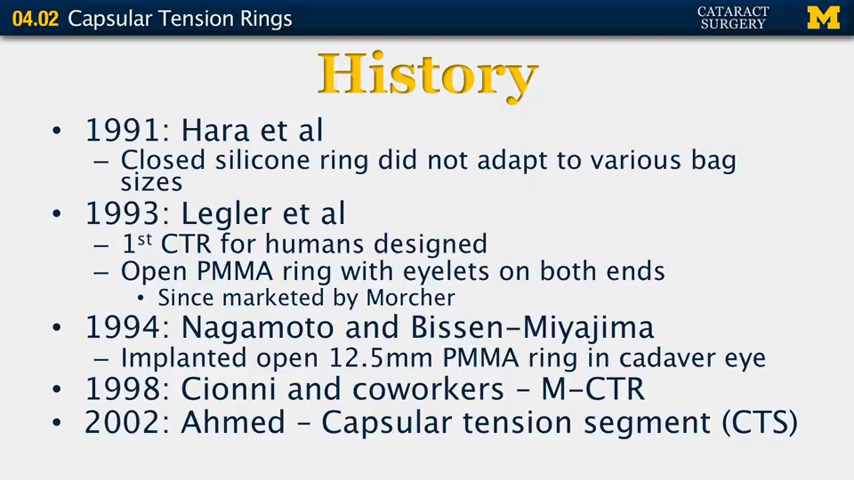 04.02 Capsular Tension Rings
CATARACT
SURGERY
M
History
• 1991: Hara et al
– Closed silicone ring did not adapt to various bag
sizes
• 1993: Legler et al
– 1st CTR for humans designed
– Open PMMA ring with eyelets on both ends
• Since marketed by Morcher
• 1994: Nagamoto and Bissen-Miyajima
– Implanted open 12.5mm PMMA ring in cadaver eye
• 1998: Cionni and coworkers – M-CTR
• 2002: Ahmed – Capsular tension segment (CTS)